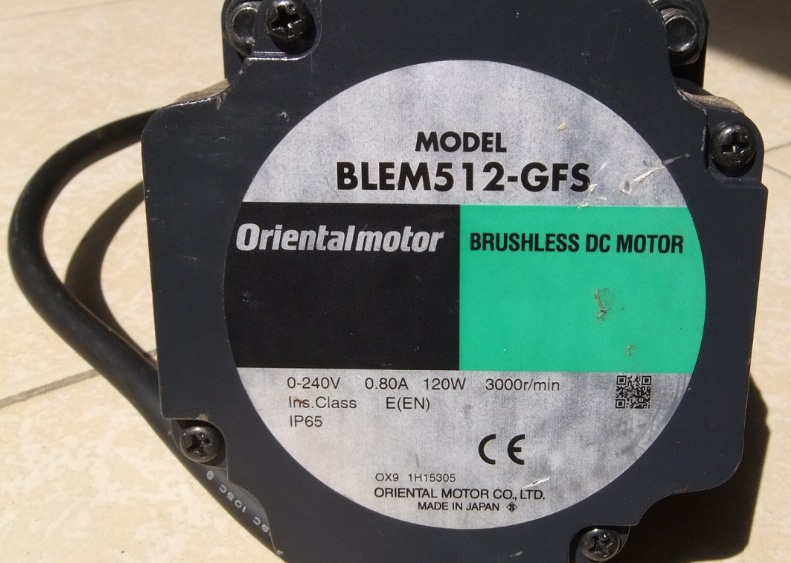 MODEL
BLEM512-GFS
Orientalmotor BRUSHLESS DC MOTOR
0-240V 0.80A 120W 3000r/min
Ins.Class E(EN)
IP65
CE
OX9 1H15305
ORIENTAL MOTOR CO., LTD.
MADE IN JAPAN